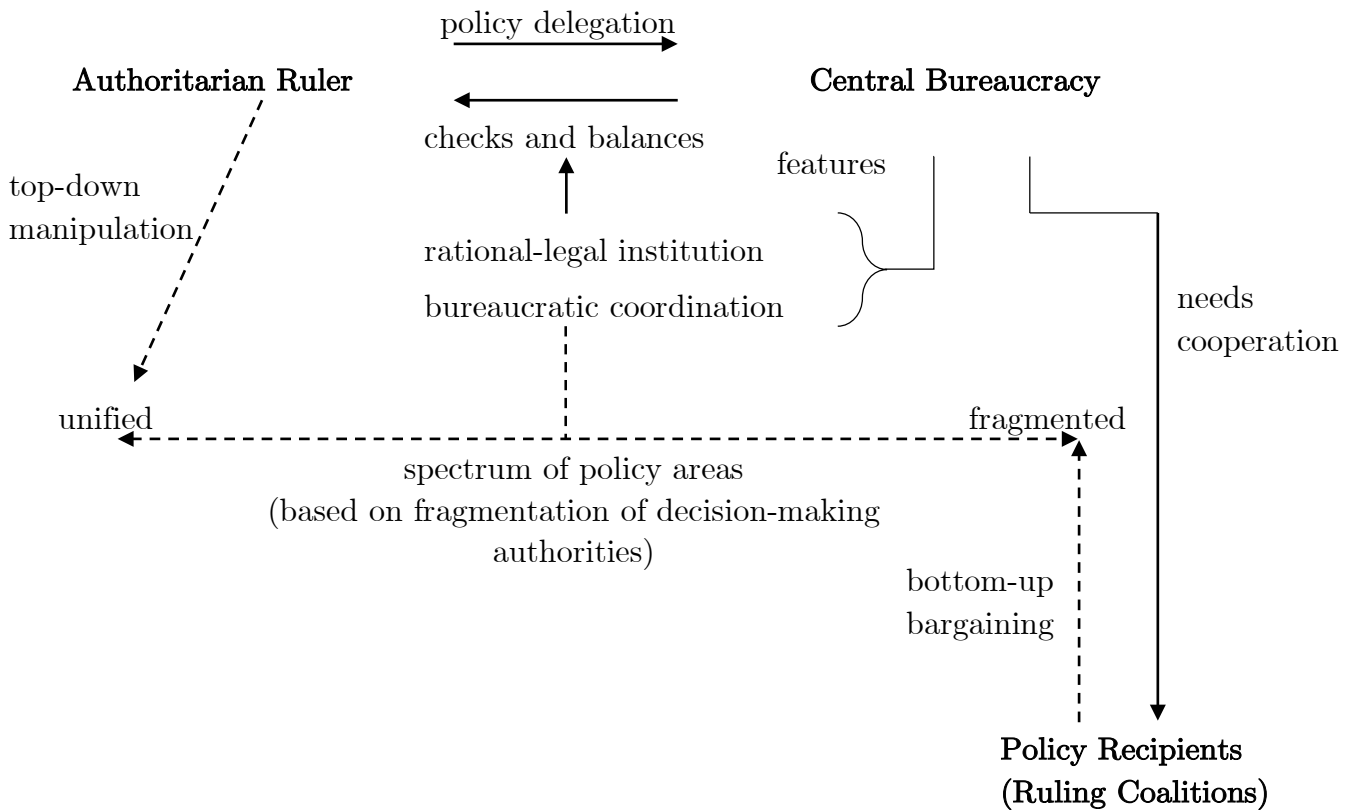 policy delegation
Authoritarian Ruler
Central Bureaucracy
checks and balances
features
top-down
manipulation
rational-legal institution
bureaucratic coordination
needs
cooperation
unified
fragmented
spectrum of policy areas
(based on fragmentation of decision-making
authorities)
bottom-up
bargaining
Policy Recipients
(Ruling Coalitions)